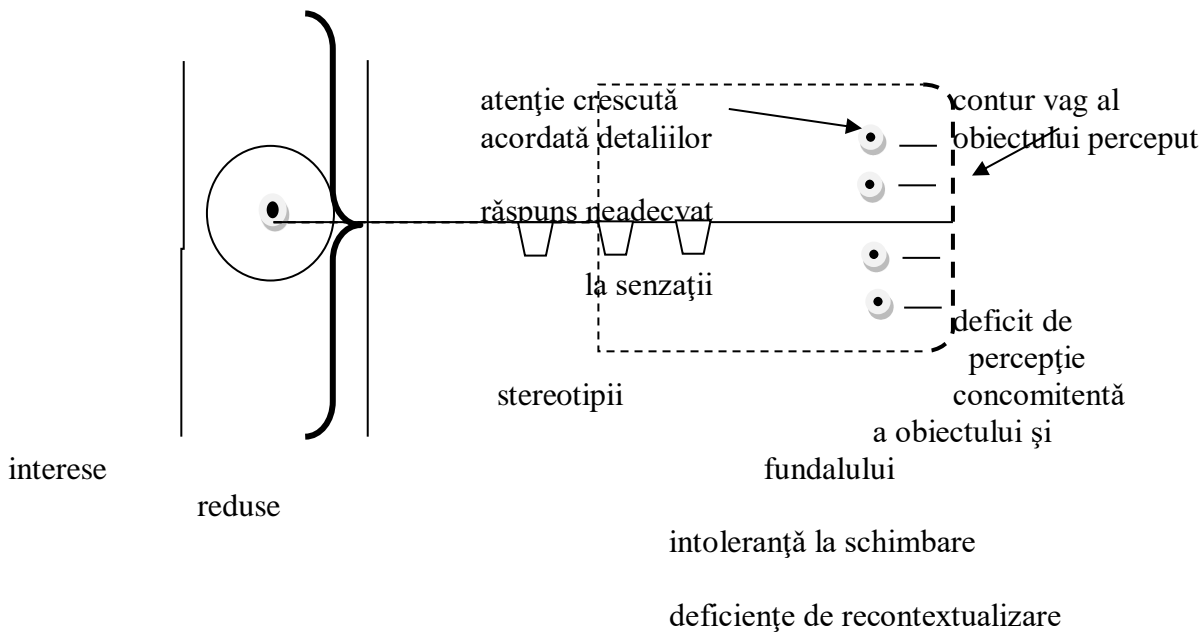 atenţie crescută
acordată detaliilor
contur vag al
obiectului perceput
răspuns neadecvat
la senzaţii
deficit de
percepţie
concomitentă
a obiectului şi
fundalului
stereotipii
interese
reduse
intoleranţă la schimbare
deficienţe de recontextualizare